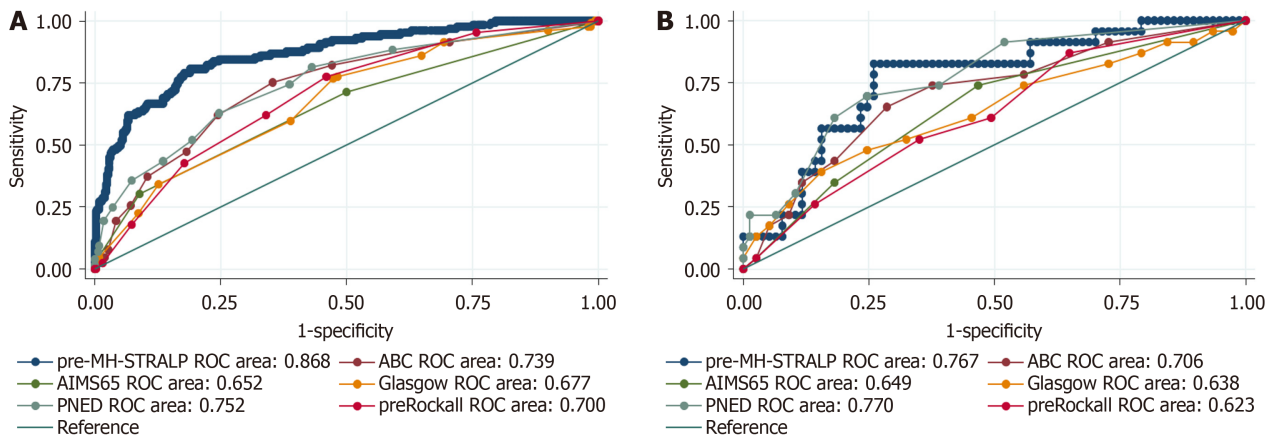 A
1.00
0.75
0.50
0.25
0.00
Sensitivity
0.00 0.25 0.50 0.75 1.00
1-specificity
pre-MH-STRALP ROC area: 0.868 ABC ROC area: 0.739
AIMS65 ROC area: 0.652 Glasgow ROC area: 0.677
PNED ROC area: 0.752 preRockall ROC area: 0.700
Reference
B
1.00
0.75
0.50
0.25
0.00
Sensitivity
0.00 0.25 0.50 0.75 1.00
1-specificity
pre-MH-STRALP ROC area: 0.767 ABC ROC area: 0.706
AIMS65 ROC area: 0.649 Glasgow ROC area: 0.638
PNED ROC area: 0.770 preRockall ROC area: 0.623
Reference